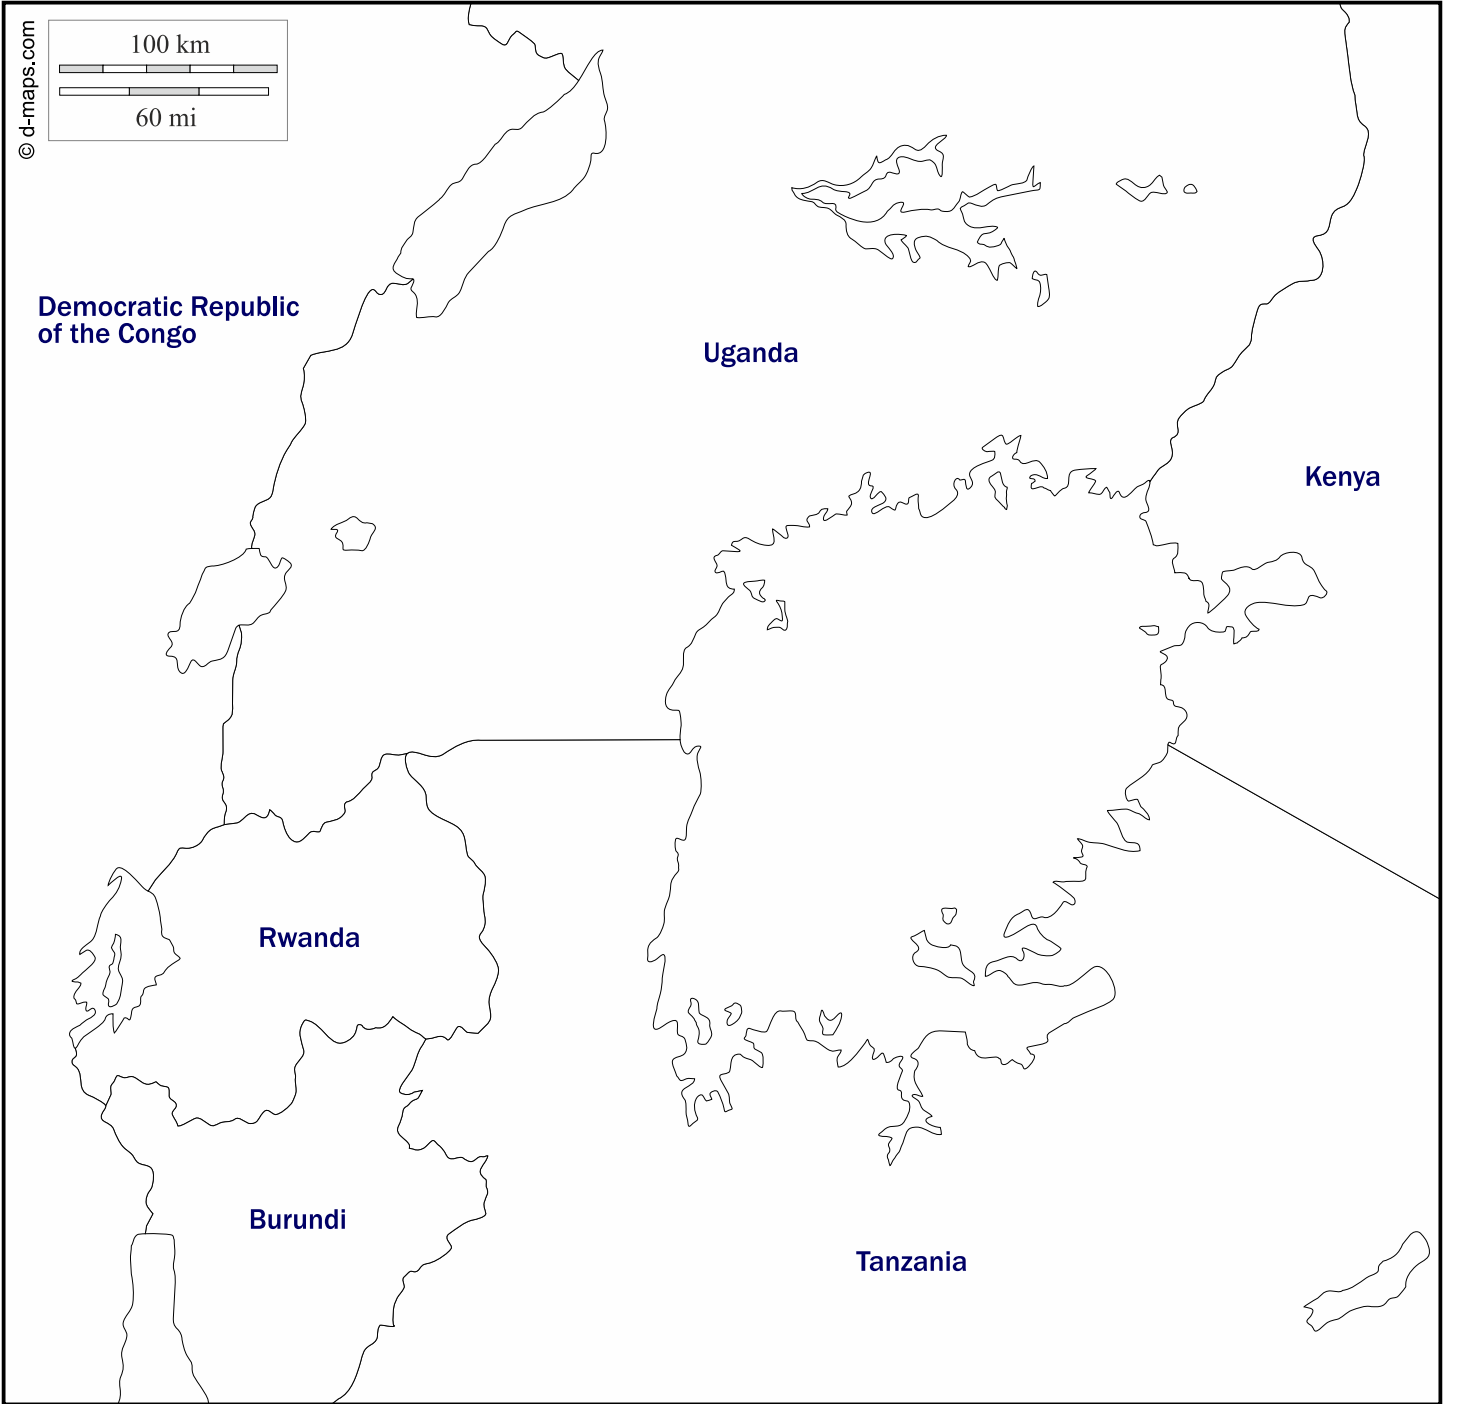 © d-maps.com
100 km
60 mi
Democratic Republic
of the Congo
Uganda
Kenya
Rwanda
Burundi
Tanzania